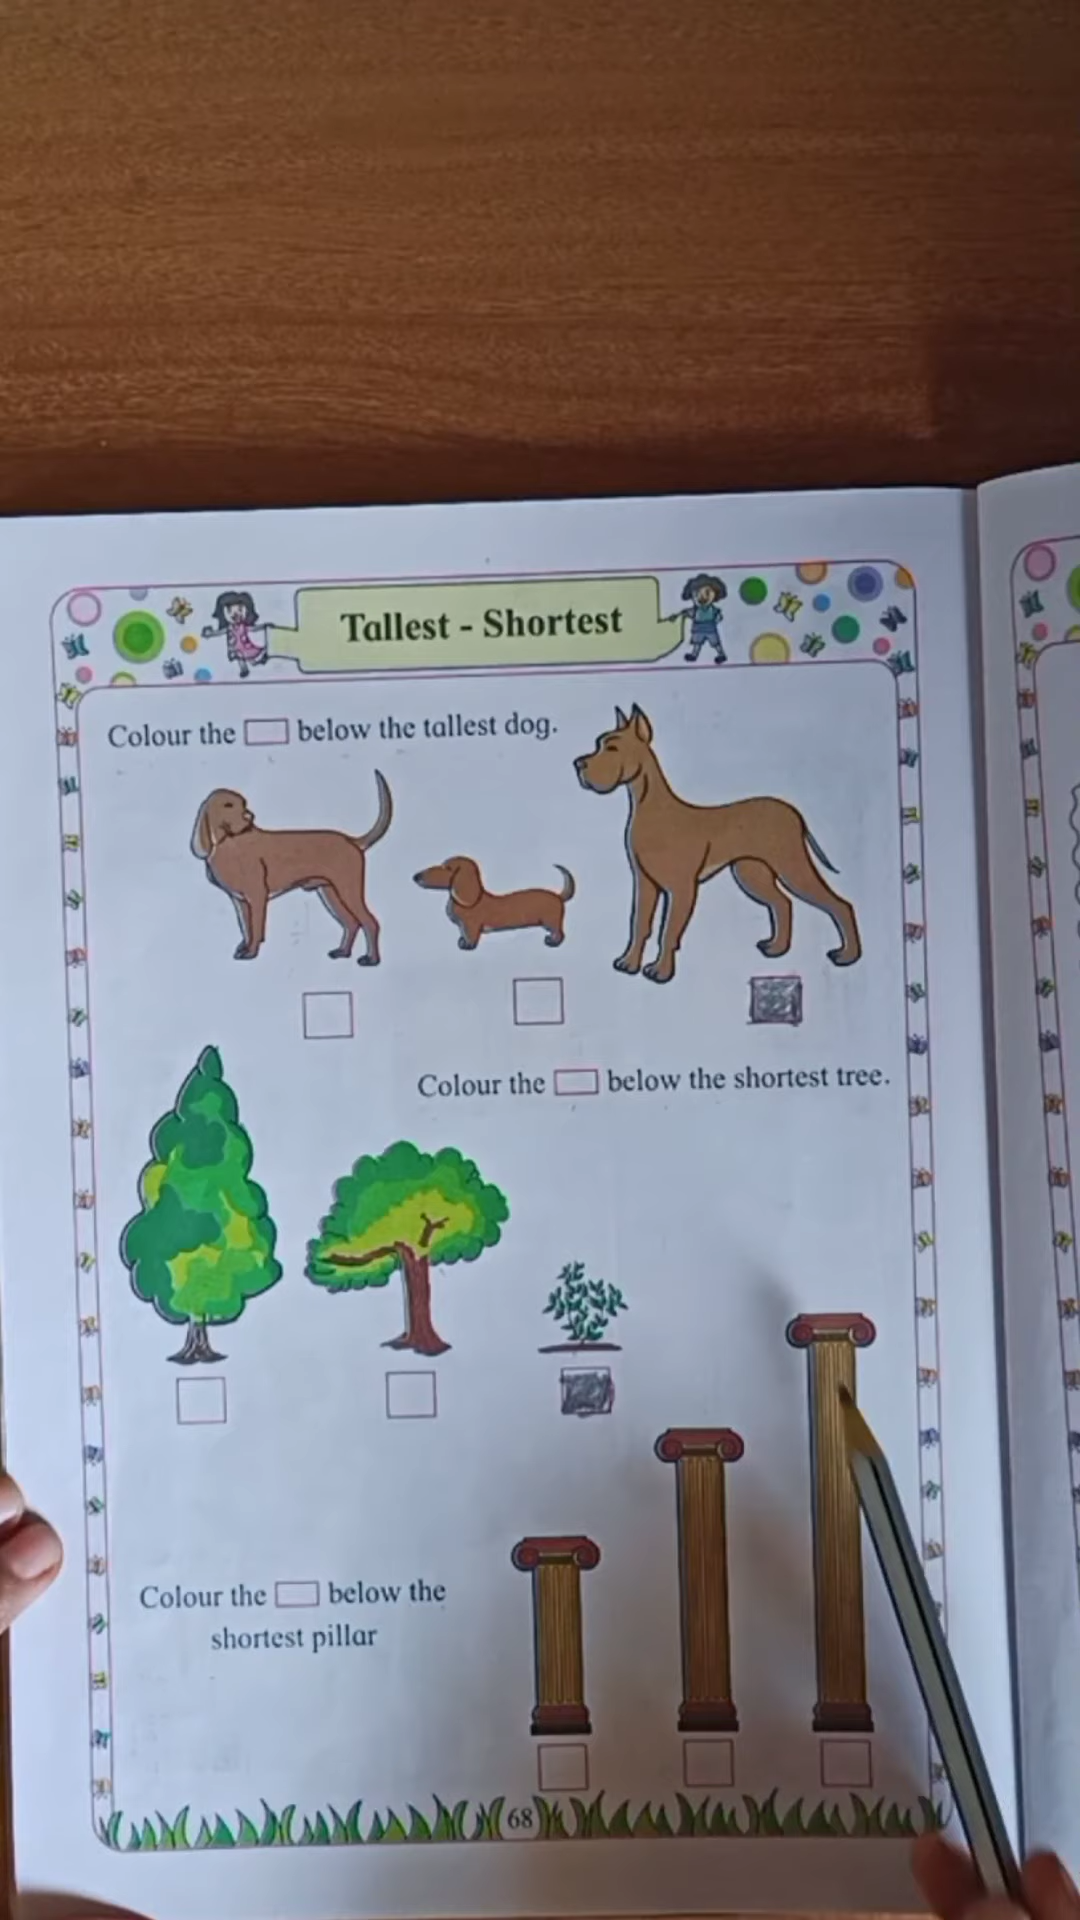 Tallest - Shortest
Colour the below the tallest dog.
Colour the below the shortest tree.
Colour the below the
shortest pillar
68